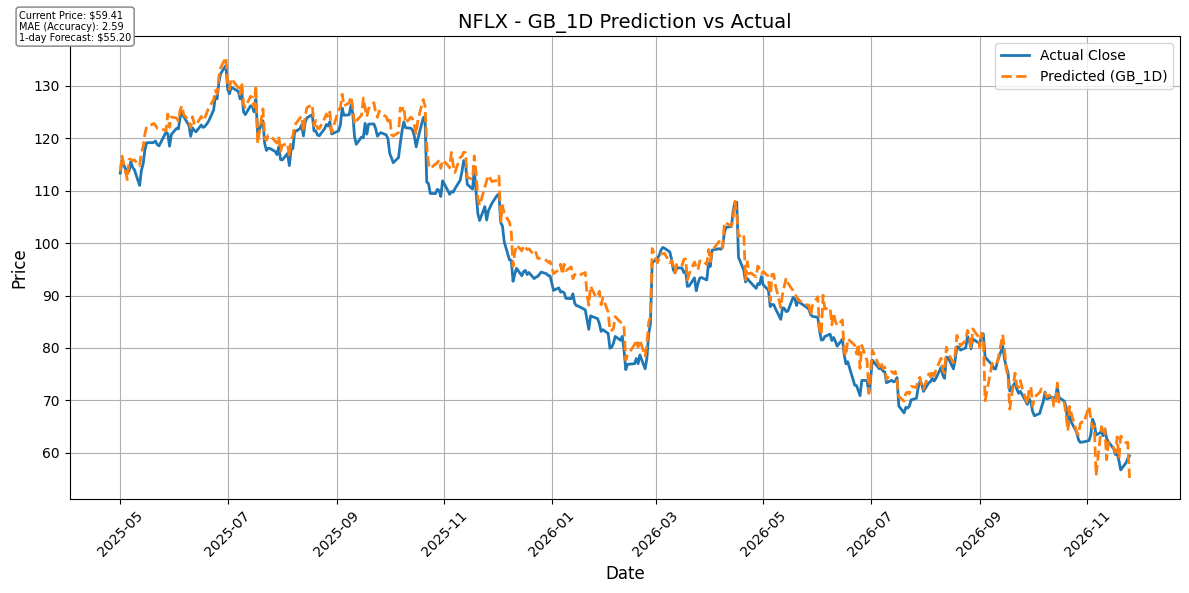 NFLX - GB_1D Prediction vs Actual
Current Price: $59.41
MAE (Accuracy): 2.59
1-day Forecast: $55.20
Actual Close
Predicted (GB_1D)
Price
130
120
110
100
90
80
70
60
2025-05
2025-07
2025-09
2025-11
2026-01
2026-03
2026-05
2026-07
2026-09
2026-11
Date